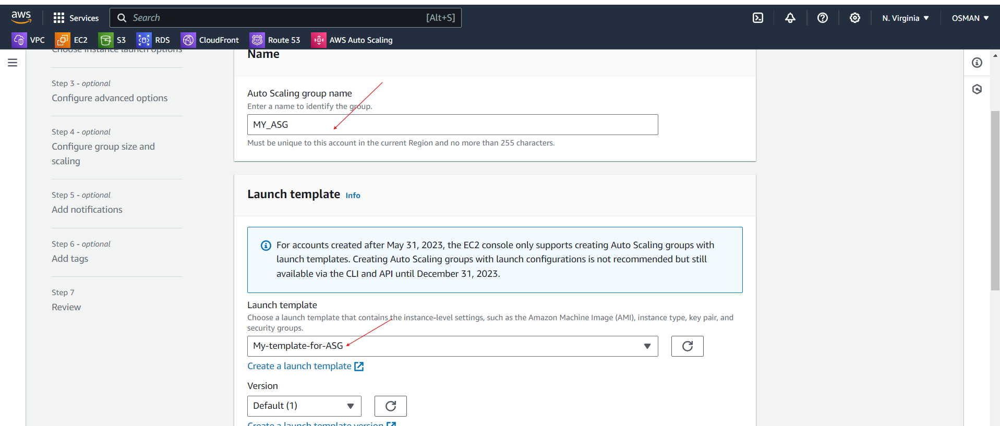 aws
Services
Search
[Alt+S]
N. Virginia
OSMAN
VPC
EC2
S3
RDS
CloudFront
Route 53
AWS Auto Scaling
Choose instance launch options
Step 3 - optional
Configure advanced options
Step 4 - optional
Configure group size and
scaling
Step 5 - optional
Add notifications
Step 6 - optional
Add tags
Step 7
Review
Name
Auto Scaling group name
Enter a name to identify the group.
MY_ASG
Must be unique to this account in the current Region and no more than 255 characters.
Launch template Info
For accounts created after May 31, 2023, the EC2 console only supports creating Auto Scaling groups with
launch templates. Creating Auto Scaling groups with launch configurations is not recommended but still
available via the CLI and API until December 31, 2023.
Launch template
Choose a launch template that contains the instance-level settings, such as the Amazon Machine Image (AMI), instance type, key pair, and
security groups.
My-template-for-ASG
Create a launch template
Version
Default (1)
Create a launch template version